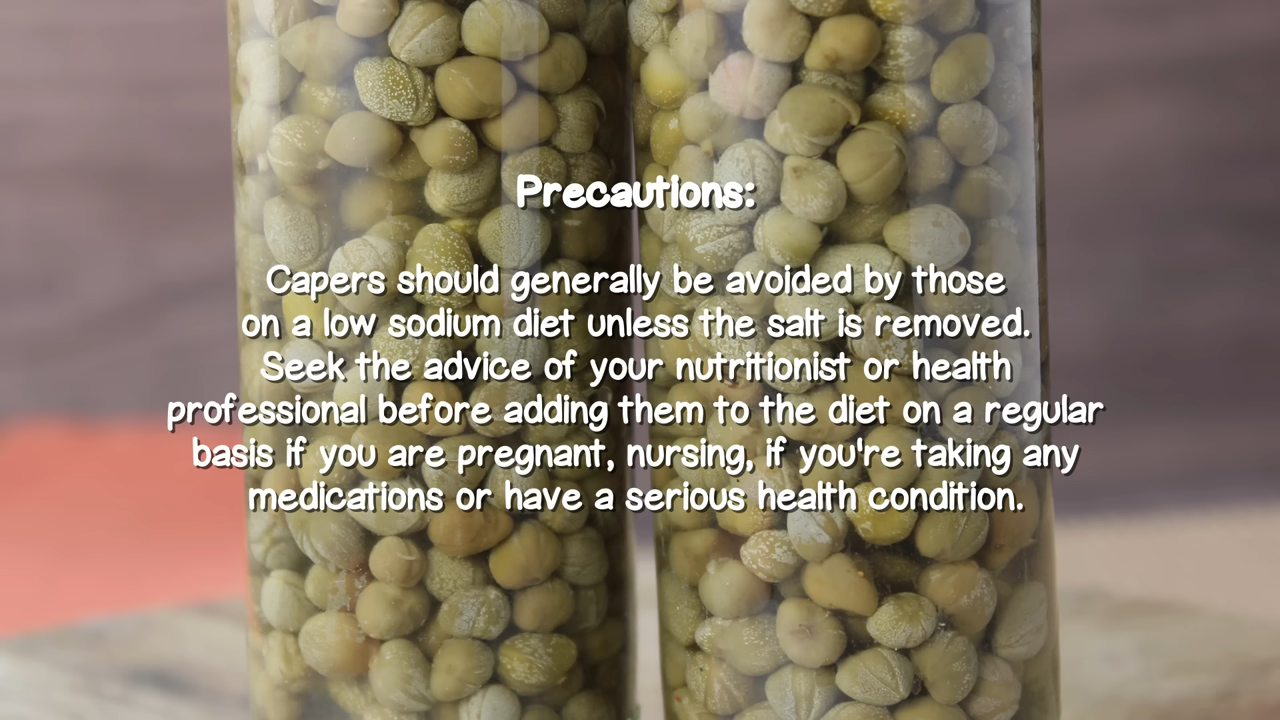 Precautions:
Capers should generally be avoided by those
on a low sodium diet unless the salt is removed.
Seek the advice of your nutritionist or health
professional before adding them to the diet on a regular
basis if you are pregnant, nursing, if you're taking any
medications or have a serious health condition.